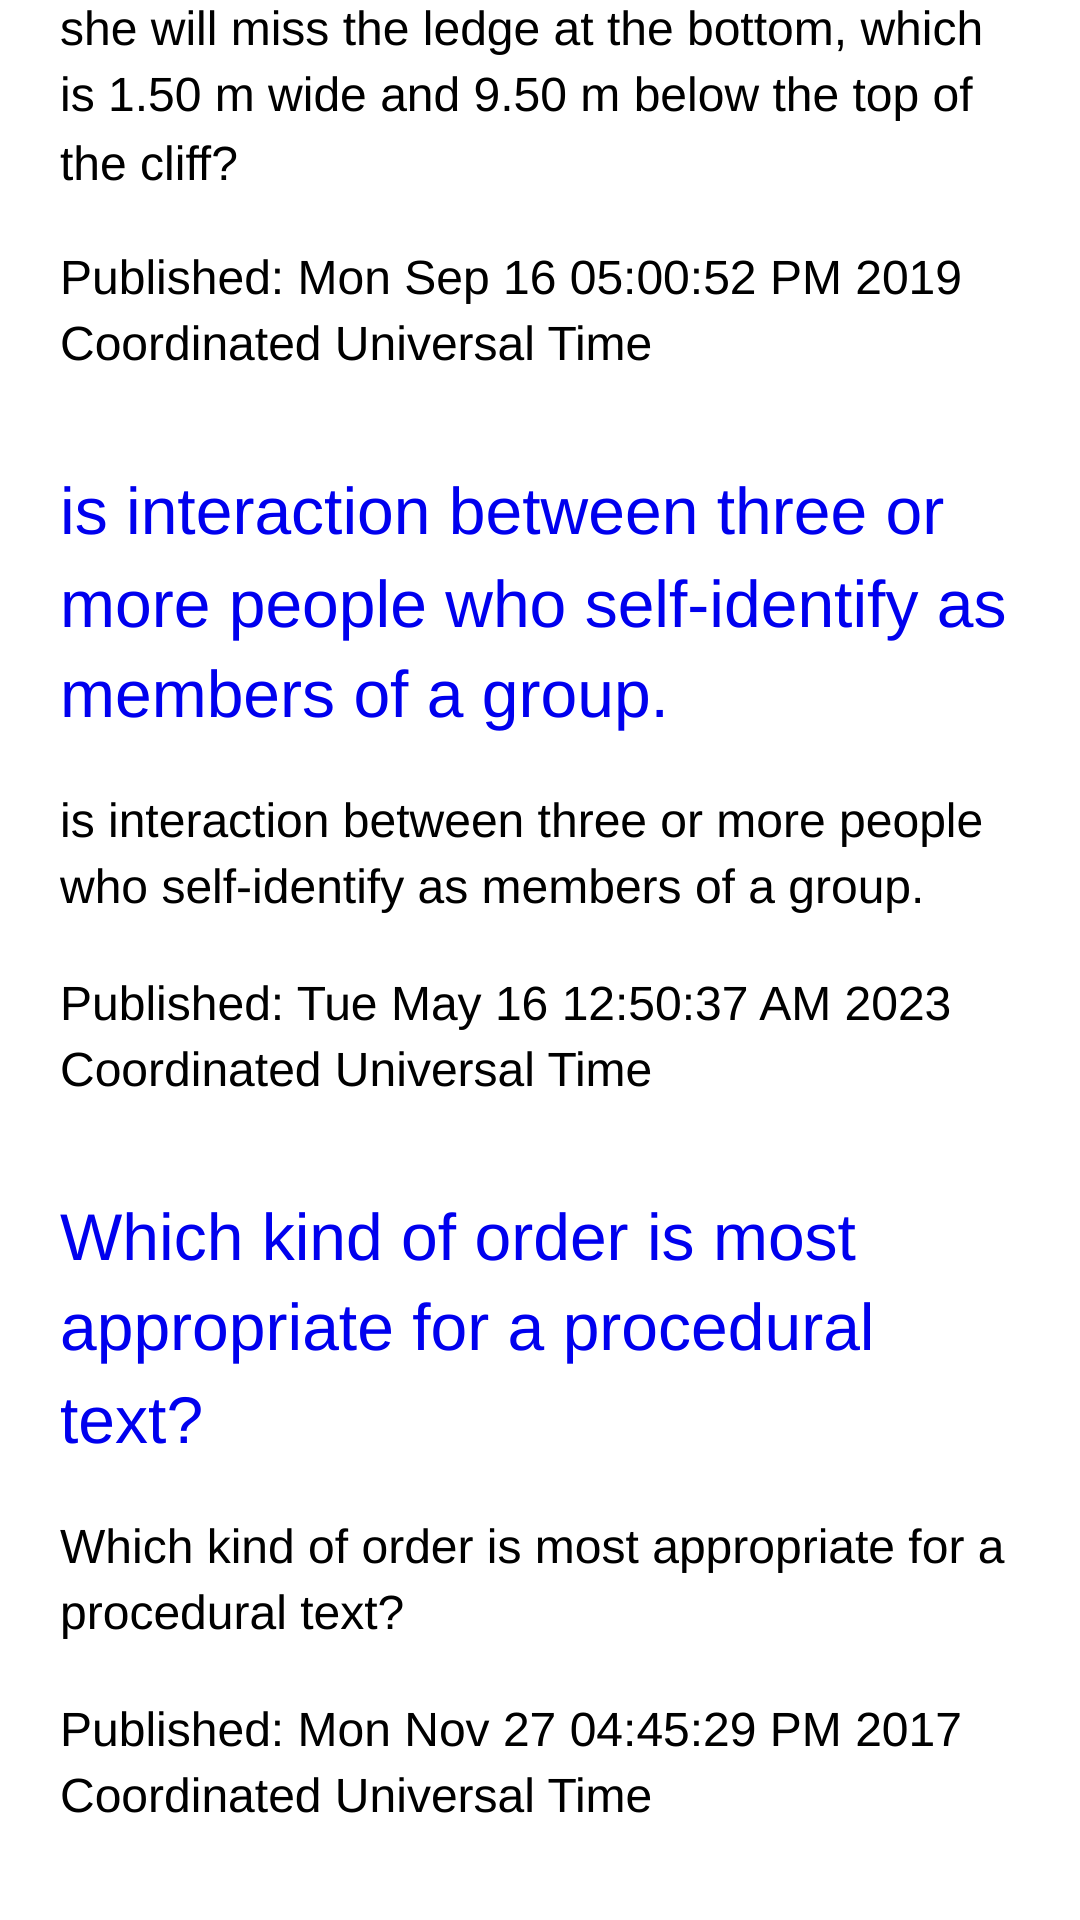 she will miss the ledge at the bottom, which
is 1.50 m wide and 9.50 m below the top of
the cliff?
Published: Mon Sep 16 05:00:52 PM 2019
Coordinated Universal Time
is interaction between three or
more people who self-identify as
members of a group.
is interaction between three or more people
who self-identify as members of a group.
Published: Tue May 16 12:50:37 AM 2023
Coordinated Universal Time
Which kind of order is most
appropriate for a procedural
text?
Which kind of order is most appropriate for a
procedural text?
Published: Mon Nov 27 04:45:29 PM 2017
Coordinated Universal Time